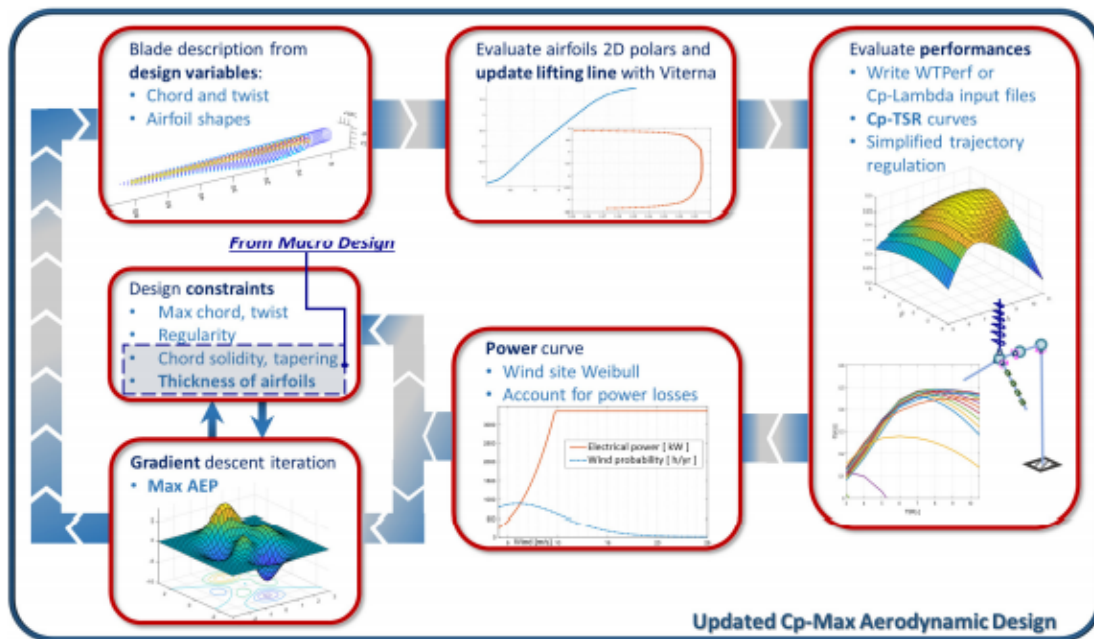 Blade description from
design variables:
• Chord and twist
• Airfoil shapes
Evaluate airfoils 2D polars and
update lifting line with Viterna
Evaluate performances
• Write WTPerf or
Cp-Lambda input files
• Cp-TSR curves
• Simplified trajectory
regulation
From Macro Design
Design constraints
• Max chord, twist
• Regularity
• Chord solidity, tapering
• Thickness of airfoils
Power curve
• Wind site Weibull
• Account for power losses
Electrical power [ kW ]
Wind probability [ h/yr ]
Wind [m/s]
Gradient descent iteration
• Max AEP
Updated Cp-Max Aerodynamic Design